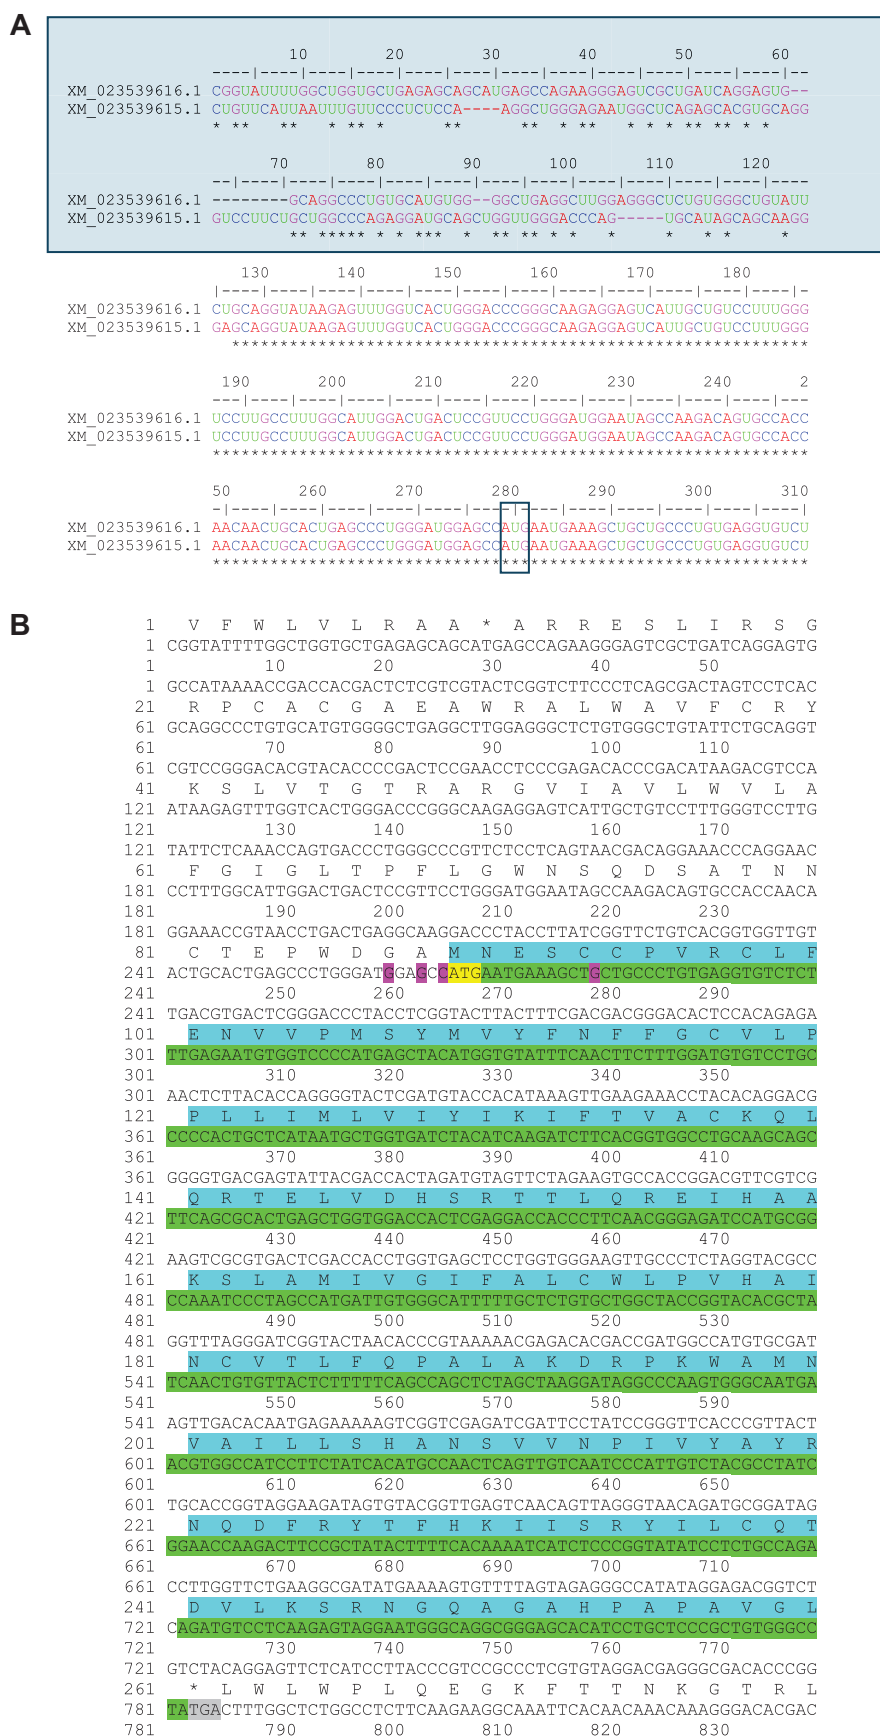 A
10 20 30 40 50 60
XM_023539616.1 CGGUAUUUUGGCUGGUGCUGAGAGCAGCAUGAGCCAGAAGGGAGUCGCUGAUCAGGAGUG--
XM_023539615.1 CUGUUCAUUAAUUUGUUCCCUCUCCA----AGGCUGGGAGAAUGGCUCAGAGCACGUGCAGG
* ** ** * ** * ** ** * ** * * ** ** * *
70 80 90 100 110 120
XM_023539616.1 --------GCAGGCCCUGUGCAUGUGG--GGCUGAGGCUUGGAGGGCUCUGUGGGCUGUAUU
XM_023539615.1 GUCCUUCUGCUGGCCCAGAGGAUGCAGCUGGUUGGGACCCAG-----UGCAUAGCAGCAAGG
** ***** * * *** * ** ** * * * * * * *
130 140 150 160 170 180
XM_023539616.1 CUGCAGGUAUAAGAGUUUGGUCACUGGGACCCGGGCAAGAGGAGUCAUUGCUGUCCUUUGGG
XM_023539615.1 GAGCAGGUAUAAGAGUUUGGUCACUGGGACCCGGGCAAGAGGAGUCAUUGCUGUCCUUUGGG
************************************************************
190 200 210 220 230 240 2
XM_023539616.1 UCCUUGCCUUUGGCAUUGGACUGACUCCGUUCCUGGGAUGGAAUAGCCAAGACAGUGCCACC
XM_023539615.1 UCCUUGCCUUUGGCAUUGGACUGACUCCGUUCCUGGGAUGGAAUAGCCAAGACAGUGCCACC
**************************************************************
50 260 270 280 290 300 310
XM_023539616.1 AACAACUGCACUGAGCCCUGGGAUGGAGCCAUGAAUGAAAGCUGCUGCCCUGUGAGGUGUCU
XM_023539615.1 AACAACUGCACUGAGCCCUGGGAUGGAGCCAUGAAUGAAAGCUGCUGCCCUGUGAGGUGUCU
**************************************************************
B
1 V F W L V L R A A * A R R E S L I R S G
1 CGGTATTTTGGCTGGTGCTGAGAGCAGCATGAGCCAGAAGGGAGTCGCTGATCAGGAGTG
1 10 20 30 40 50
1 GCCATAAAACCGACCACGACTCTCGTCGTACTCGGTCTTCCCTCAGCGACTAGTCCTCAC
21 R P C A C G A E A W R A L W A V F C R Y
61 GCAGGCCCTGTGCATGTGGGGCTGAGGCTTGGAGGGCTCTGTGGGCTGTATTCTGCAGGT
61 70 80 90 100 110
61 CGTCCGGGACACGTACACCCCGACTCCGAACCTCCCGAGACACCCGACATAAGACGTCCA
41 K S L V T G T R A R G V I A V L W V L A
121 ATAAGAGTTTGGTCACTGGGACCCGGGCAAGAGGAGTCATTGCTGTCCTTTGGGTCCTTG
121 130 140 150 160 170
121 TATTCTCAAACCAGTGACCCTGGGCCCGTTCTCCTCAGTAACGACAGGAAACCCAGGAAC
61 F G I G L T P F L G W N S Q D S A T N N
181 CCTTTGGCATTGGACTGACTCCGTTCCTGGGATGGAATAGCCAAGACAGTGCCACCAACA
181 190 200 210 220 230
181 GGAAACCGTAACCTGACTGAGGCAAGGACCCTACCTTATCGGTTCTGTCACGGTGGTTGT
81 C T E P W D G A M N E S C C P V R C L F
241 ACTGCACTGAGCCCTGGGATGGAGCCATGAATGAAAGCTGCTGCCCTGTGAGGTGTCTCT
241 250 260 270 280 290
241 TGACGTGACTCGGGACCCTACCTCGGTACTTACTTTCGACGACGGGACACTCCACAGAGA
101 E N V V P M S Y M V Y F N F F G C V L P
301 TTGAGAATGTGGTCCCCATGAGCTACATGGTGTATTTCAACTTCTTTGGATGTGTCCTGC
301 310 320 330 340 350
301 AACTCTTACACCAGGGGTACTCGATGTACCACATAAAGTTGAAGAAACCTACACAGGACG
121 P L L I M L V I Y I K I F T V A C K Q L
361 CCCCACTGCTCATAATGCTGGTGATCTACATCAAGATCTTCACGGTGGCCTGCAAGCAGC
361 370 380 390 400 410
361 GGGGTGACGAGTATTACGACCACTAGATGTAGTTCTAGAAGTGCCACCGGACGTTCGTCG
141 Q R T E L V D H S R T T L Q R E I H A A
421 TTCAGCGCACTGAGCTGGTGGACCACTCGAGGACCACCCTTCAACGGGAGATCCATGCGG
421 430 440 450 460 470
421 AAGTCGCGTGACTCGACCACCTGGTGAGCTCCTGGTGGGAAGTTGCCCTCTAGGTACGCC
161 K S L A M I V G I F A L C W L P V H A I
481 CCAAATCCCTAGCCATGATTGTGGGCATTTTTGCTCTGTGCTGGCTACCGGTACACGCTA
481 490 500 510 520 530
481 GGTTTAGGGATCGGTACTAACACCCGTAAAAACGAGACACGACCGATGGCCATGTGCGAT
181 N C V T L F Q P A L A K D R P K W A M N
541 TCAACTGTGTTACTCTTTTTCAGCCAGCTCTAGCTAAGGATAGGCCCAAGTGGGCAATGA
541 550 560 570 580 590
541 AGTTGACACAATGAGAAAAAGTCGGTCGAGATCGATTCCTATCCGGGTTCACCCGTTACT
201 V A I L L S H A N S V V N P I V Y A Y R
601 ACGTGGCCATCCTTCTATCACATGCCAACTCAGTTGTCAATCCCATTGTCTACGCCTATC
601 610 620 630 640 650
601 TGCACCGGTAGGAAGATAGTGTACGGTTGAGTCAACAGTTAGGGTAACAGATGCGGATAG
221 N Q D F R Y T F H K I I S R Y I L C Q T
661 GGAACCAAGACTTCCGCTATACTTTTCACAAAATCATCTCCCGGTATATCCTCTGCCAGA
661 670 680 690 700 710
661 CCTTGGTTCTGAAGGCGATATGAAAAGTGTTTTAGTAGAGGGCCATATAGGAGACGGTCT
241 D V L K S R N G Q A G A H P A P A V G L
721 CAGATGTCCTCAAGAGTAGGAATGGGCAGGCGGGAGCACATCCTGCTCCCGCTGTGGGCC
721 730 740 750 760 770
721 GTCTACAGGAGTTCTCATCCTTACCCGTCCGCCCTCGTGTAGGACGAGGGCGACACCCGG
261 * L W L W P L Q E G K F T T N K G T R L
781 TATGACTTTGGCTCTGGCCTCTTCAAGAAGGCAAATTCACAACAAACAAAGGGACACGAC
781 790 800 810 820 830